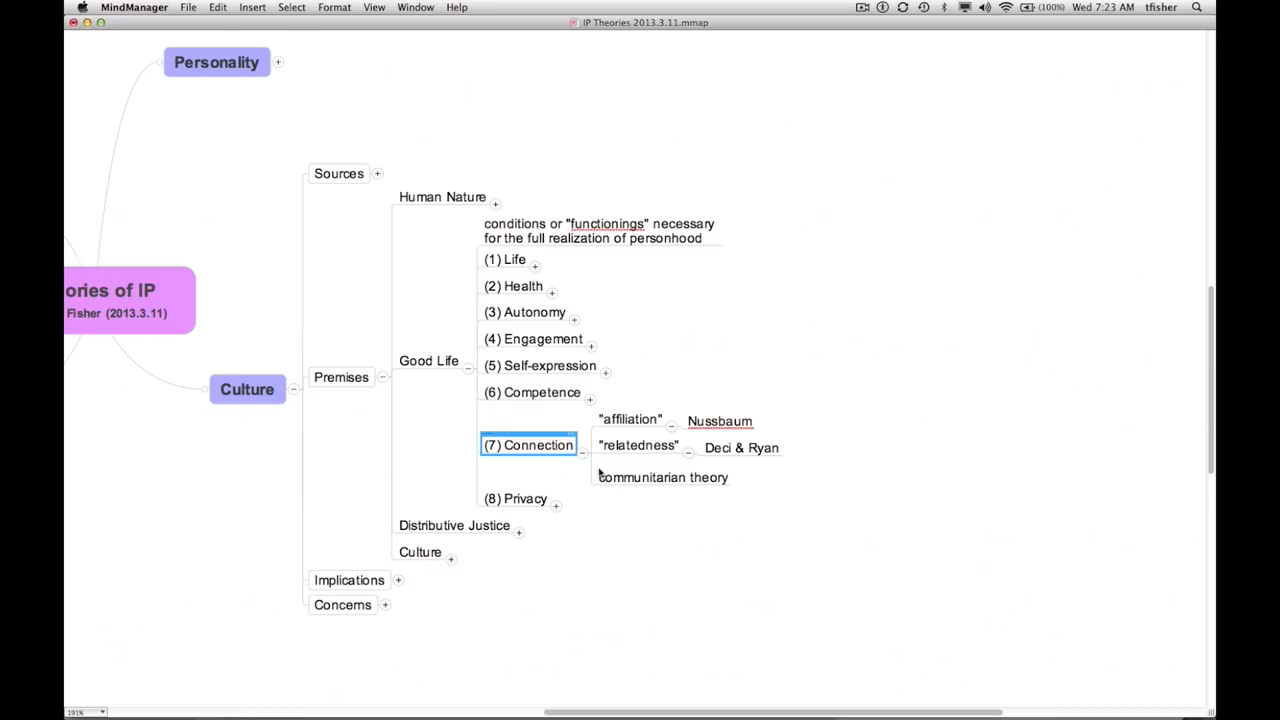 MindManager File Edit Insert Select Format View Window Help (100%) Wed 7:23 AM tfisher
IP Theories 2013.3.11.mmap
Personality
Sources
Human Nature
conditions or "functionings" necessary
for the full realization of personhood
(1) Life
(2) Health
ories of IP
Fisher (2013.3.11)
(3) Autonomy
(4) Engagement
Good Life
(5) Self-expression
Premises
Culture
(6) Competence
"affiliation"
Nussbaum
(7) Connection
"relatedness"
Deci & Ryan
communitarian theory
(8) Privacy
Distributive Justice
Culture
Implications
Concerns
191%